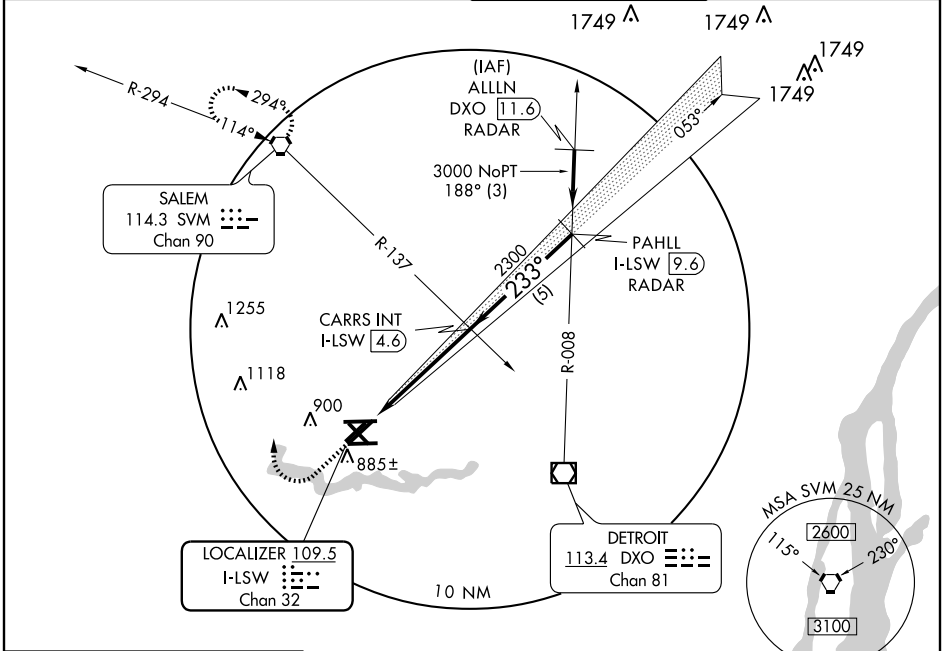 1749
1749
1749
1749
(IAF)
ALLLN
DXO 11.6
RADAR
R-294
294°
114°
053°
3000 NoPT
188° (3)
SALEM
114.3 SVM
Chan 90
R-137
2300
233°
(5)
PAHLL
I-LSW 9.6
RADAR
CARRS INT
I-LSW 4.6
1255
1118
R-008
900
885±
LOCALIZER 109.5
I-LSW
Chan 32
10 NM
DETROIT
113.4 DXO
Chan 81
MSA SVM 25 NM
2600
115°
230°
3100